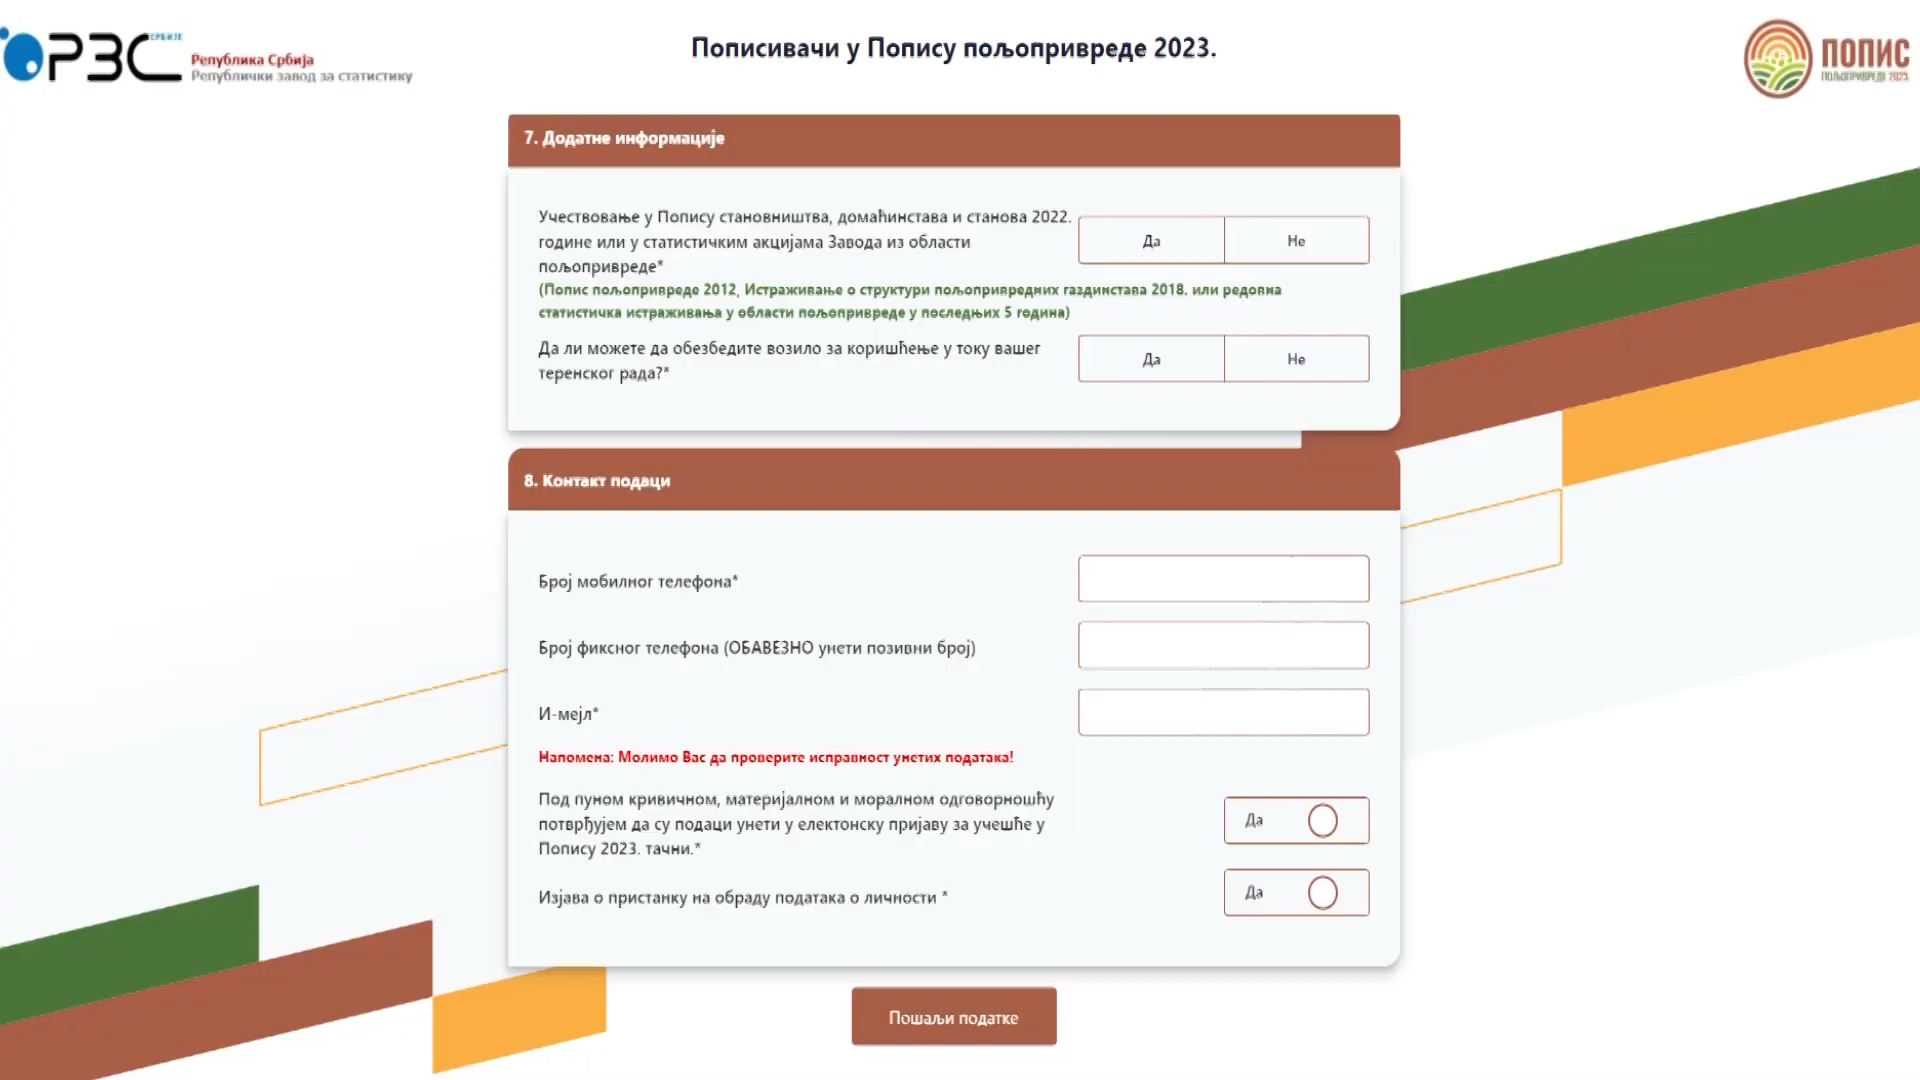 СРБИЈЕ
РЗС
Република Србија
Републички завод за статистику
Пописивачи у Попису пољопривреде 2023.
ПОПИС
ПОЉОПРИВРЕДЕ 2023.
7. Додатне информације
Учествовање у Попису становништва, домаћинстава и станова 2022.
године или у статистичким акцијама Завода из области
пољопривреде*
Да Не
(Попис пољопривреде 2012, Истраживање о структури пољопривредних газдинстава 2018. или редовна
статистичка истраживања у области пољопривреде у последњих 5 година)
Да ли можете да обезбедите возило за коришћење у току вашег
теренског рада?*
Да Не
8. Контакт подаци
Број мобилног телефона*
Број фиксног телефона (ОБАВЕЗНО унети позивни број)
И-мејл*
Напомена: Молимо Вас да проверите исправност унетих података!
Под пуном кривичном, материјалном и моралном одговорношћу
потврђујем да су подаци унети у електонску пријаву за учешће у
Попису 2023. тачни.*
Да
Изјава о пристанку на обраду података о личности *
Да
Пошаљи податке